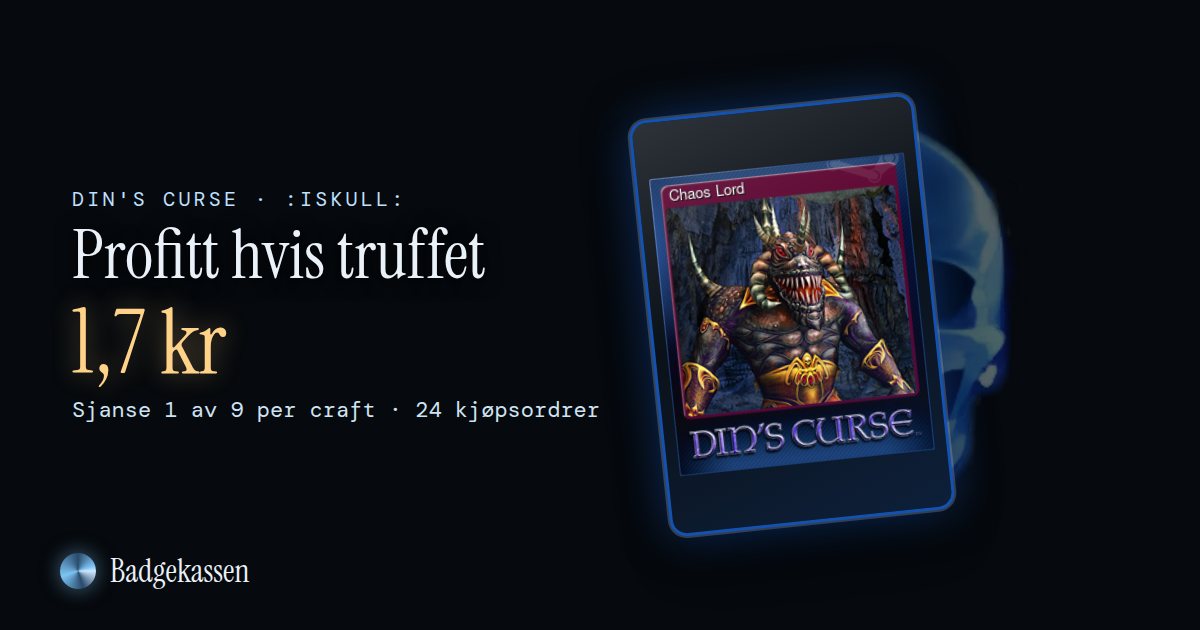 DIN'S CURSE · :ISKULL:
Profitt hvis truffet
1,7 kr
Sjanse 1 av 9 per craft · 24 kjøpsordrer
Badgekassen
Chaos Lord
DIN'S CURSE